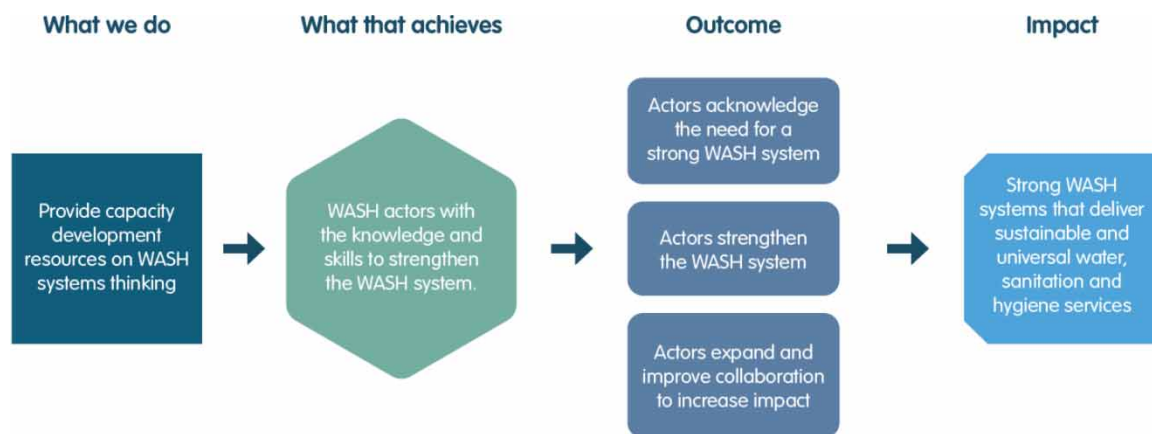 What we do
What that achieves
Outcome
Impact
Provide capacity
development
resources on WASH
systems thinking
WASH actors with
the knowledge and
skills to strengthen
the WASH system.
Actors acknowledge
the need for a
strong WASH system
Actors strengthen
the WASH system
Actors expand and
improve collaboration
to increase impact
Strong WASH
systems that deliver
sustainable and
universal water,
sanitation and
hygiene services